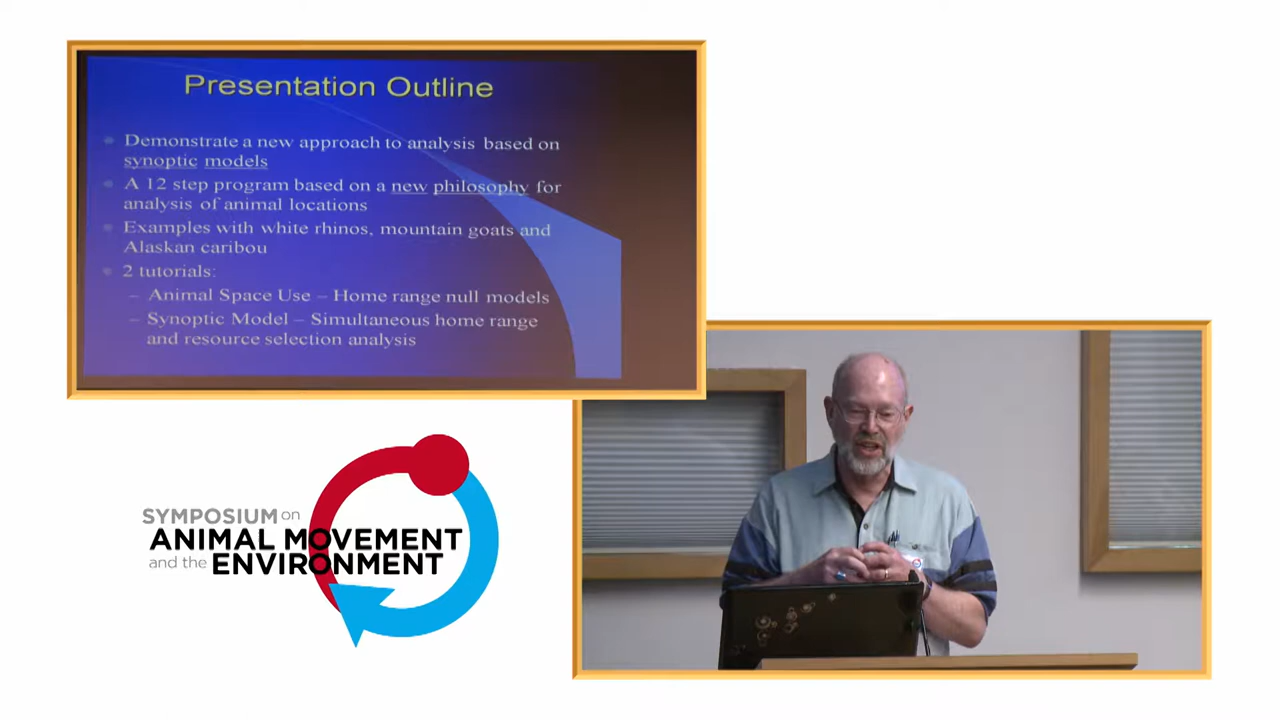 Presentation Outline
Demonstrate a new approach to analysis based on
synoptic models
A 12 step program based on a new philosophy for
analysis of animal locations
Examples with white rhinos, mountain goats and
Alaskan caribou
2 tutorials:
– Animal Space Use – Home range null models
– Synoptic Model – Simultaneous home range
and resource selection analysis
SYMPOSIUM on
ANIMAL MOVEMENT
and the ENVIRONMENT